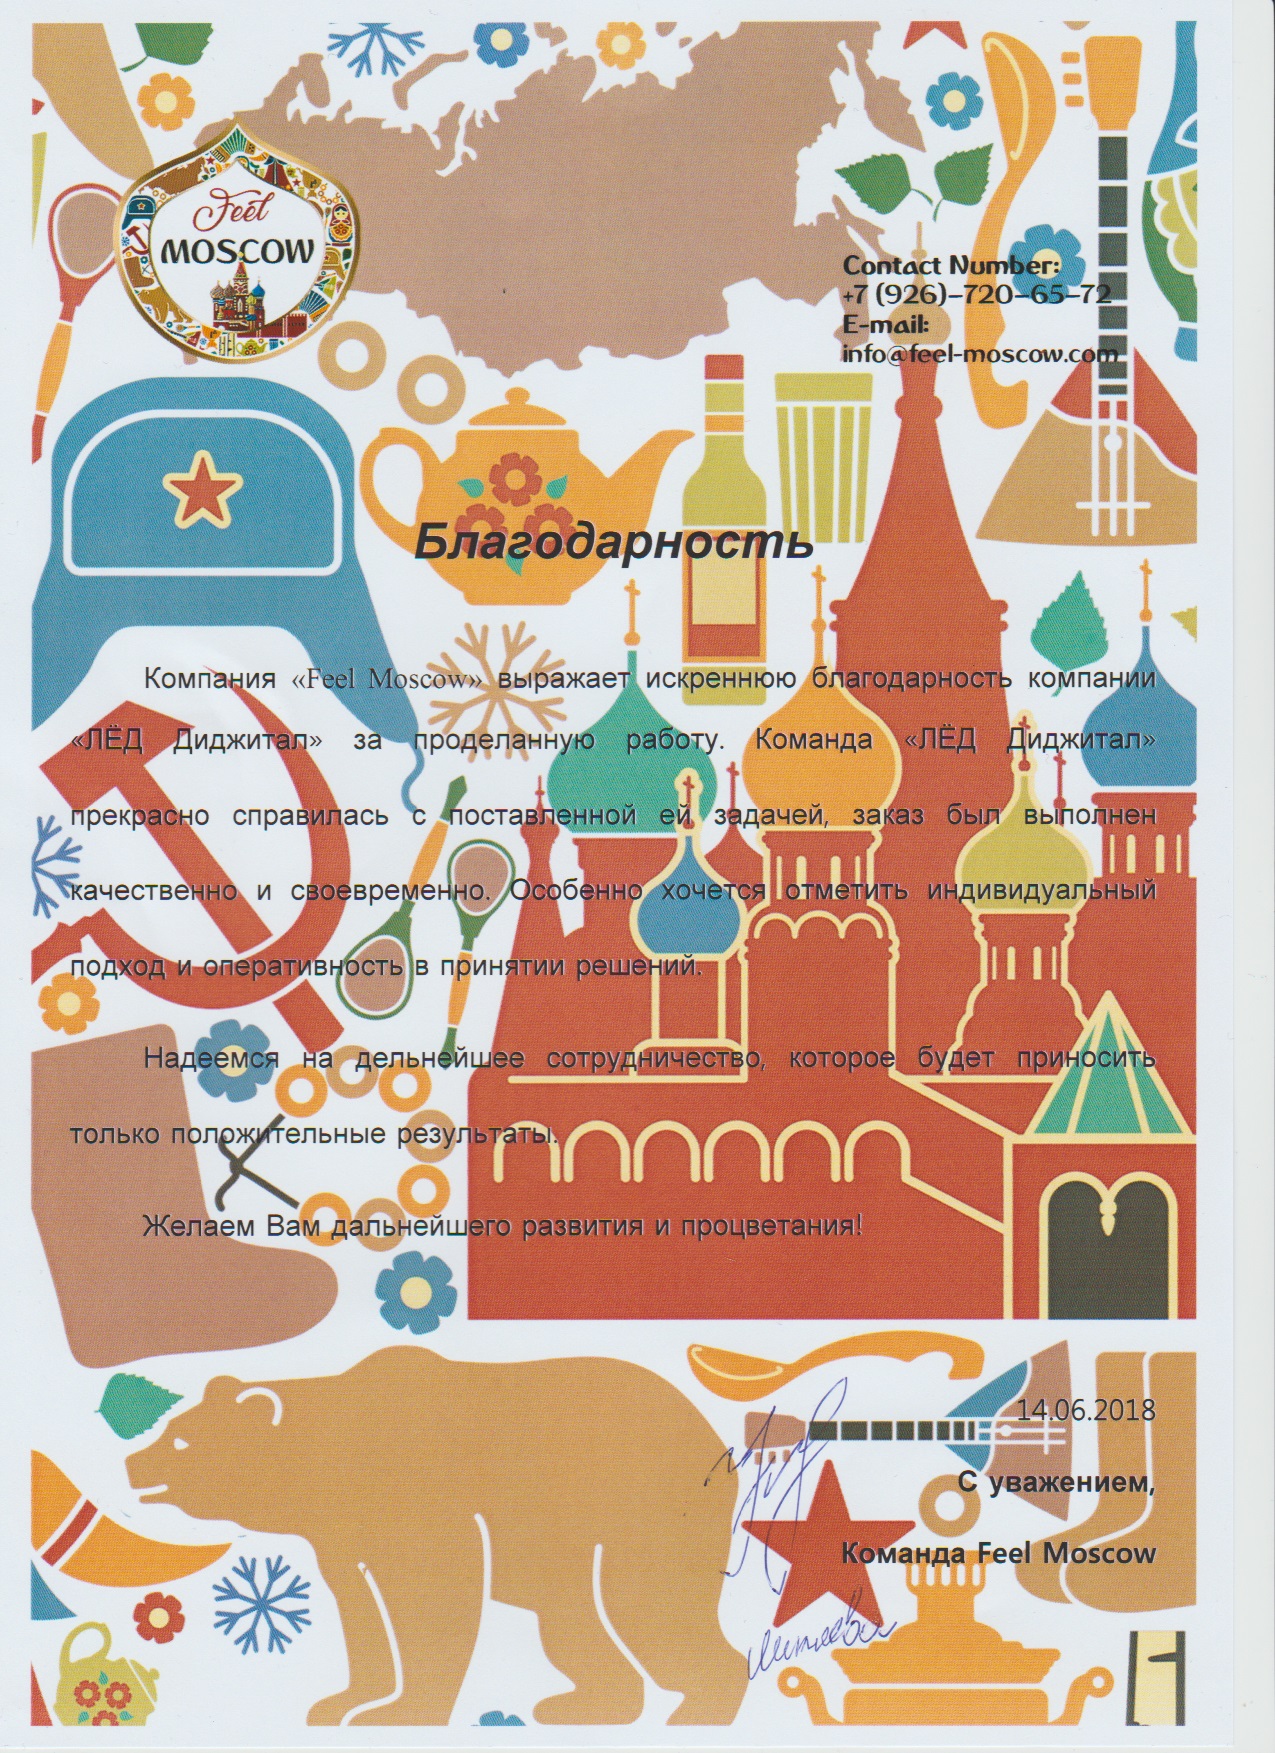 Feel
MOSCOW
Contact Number:
+7 (926)-720-65-72
E-mail:
info@feel-moscow.com
Благодарность
Компания «Feel Moscow» выражает искреннюю благодарность компании
«ЛЁД Диджитал» за проделанную работу. Команда «ЛЁД Диджитал»
прекрасно справилась с поставленной ей задачей, заказ был выполнен
качественно и своевременно. Особенно хочется отметить индивидуальный
подход и оперативность в принятии решений.
Надеемся на дельнейшее сотрудничество, которое будет приносить
только положительные результаты.
Желаем Вам дальнейшего развития и процветания!
14.06.2018
С уважением,
Команда Feel Moscow